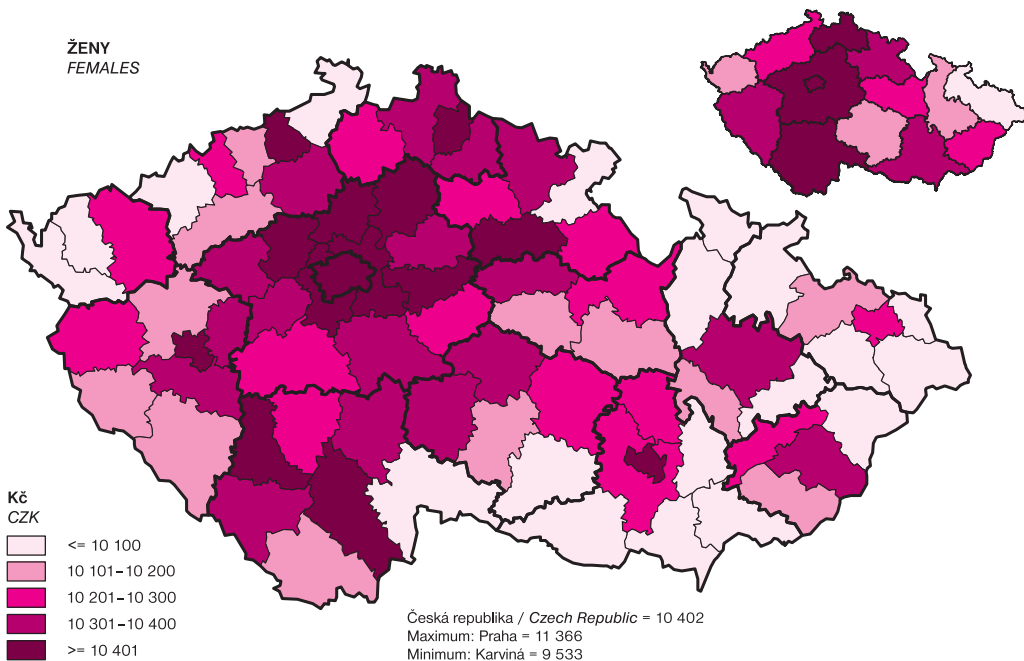 ŽENY
FEMALES
Kč
CZK
<= 10 100
10 101–10 200
10 201–10 300
10 301–10 400
>= 10 401
Česká republika / Czech Republic = 10 402
Maximum: Praha = 11 366
Minimum: Karviná = 9 533